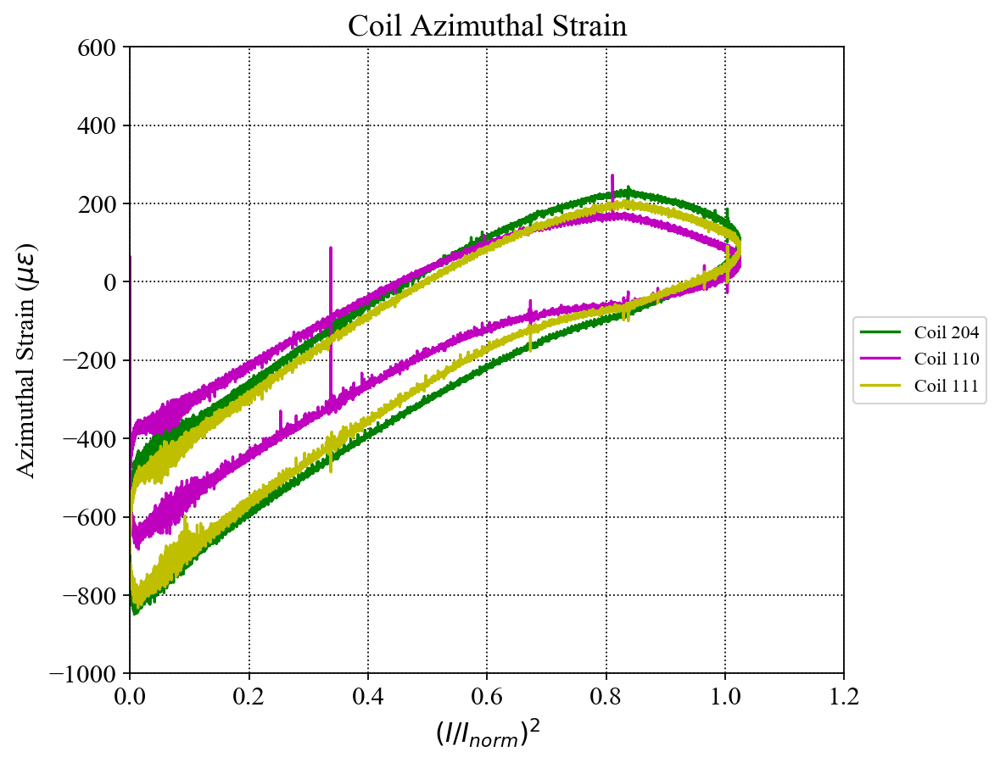 Coil Azimuthal Strain
600
400
200
0
−200
−400
−600
−800
−1000
Azimuthal Strain (με)
0.0 0.2 0.4 0.6 0.8 1.0 1.2
(I/I_norm)²
Coil 204
Coil 110
Coil 111